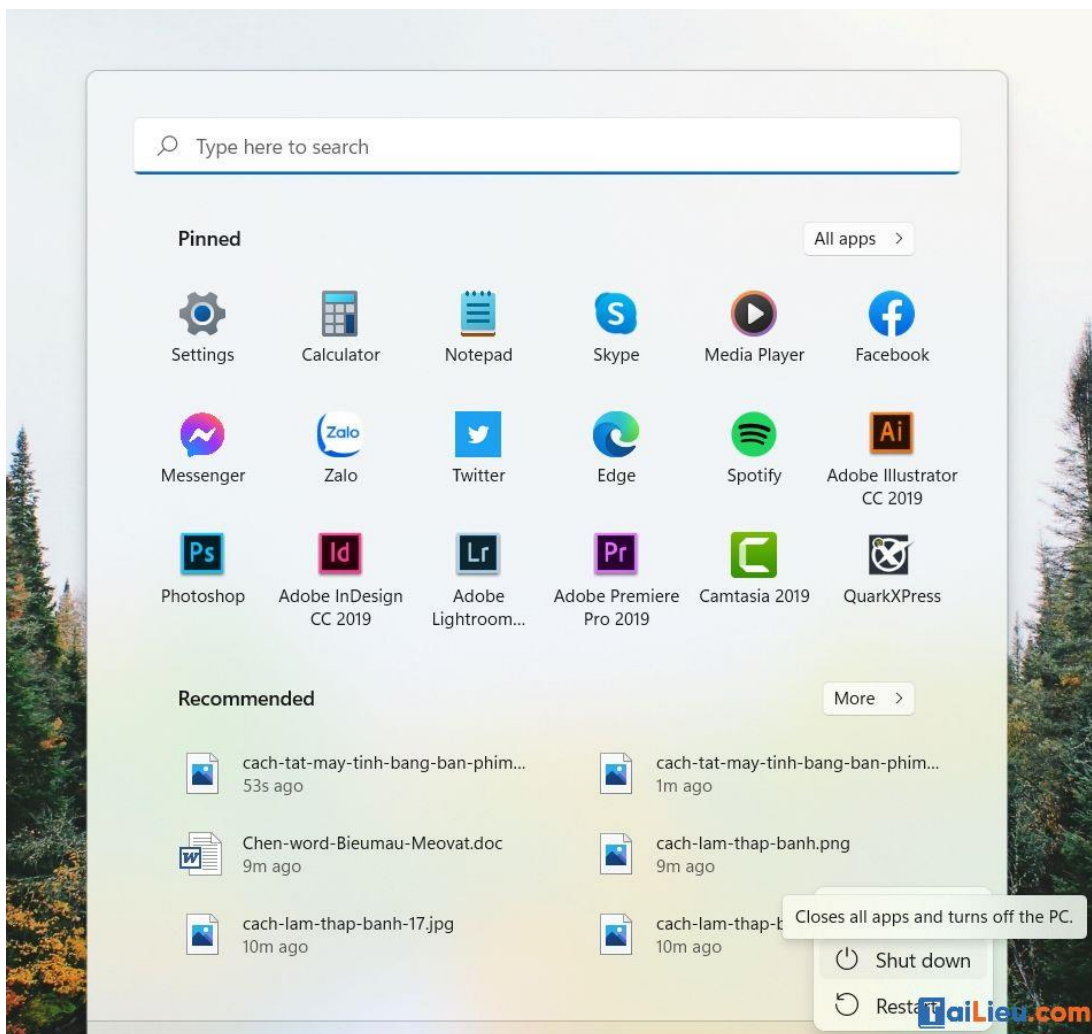 Type here to search
Pinned
All apps
Settings
Calculator
Notepad
Skype
Media Player
Facebook
Messenger
Zalo
Zalo
Twitter
Edge
Spotify
Ai
Adobe Illustrator
CC 2019
Ps
Photoshop
Id
Adobe InDesign
CC 2019
Lr
Adobe
Lightroom...
Pr
Adobe Premiere
Pro 2019
Camtasia 2019
QuarkXPress
Recommended
More
cach-tat-may-tinh-bang-ban-phim...
53s ago
cach-tat-may-tinh-bang-ban-phim...
1m ago
Chen-word-Bieumau-Meovat.doc
9m ago
cach-lam-thap-banh.png
9m ago
cach-lam-thap-banh-17.jpg
10m ago
cach-lam-thap-b
10m ago
Closes all apps and turns off the PC.
Shut down
Restart
TaiLieu.com